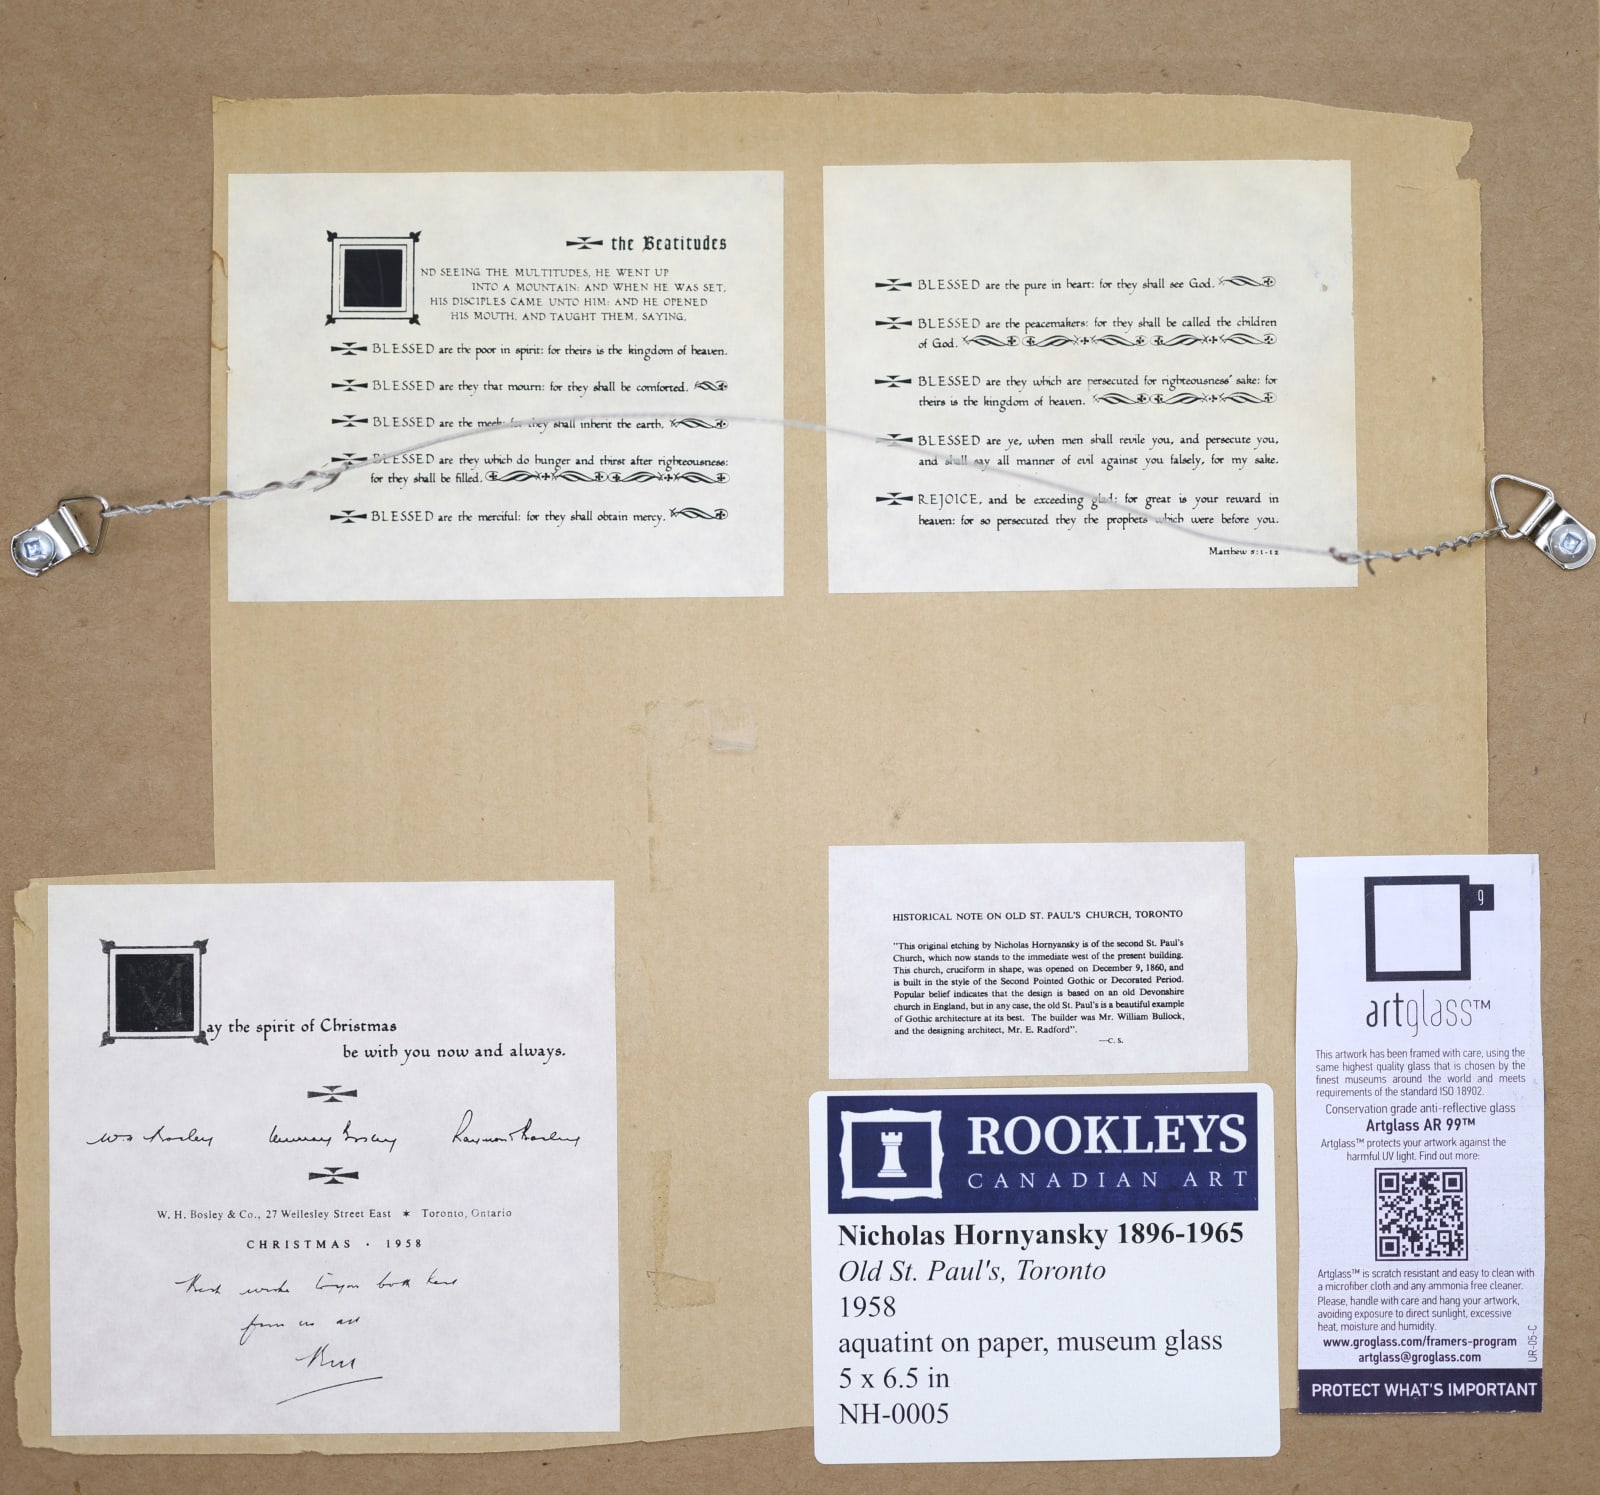 the Beatitudes
ND SEEING THE MULTITUDES, HE WENT UP
INTO A MOUNTAIN: AND WHEN HE WAS SET,
HIS DISCIPLES CAME UNTO HIM: AND HE OPENED
HIS MOUTH, AND TAUGHT THEM, SAYING,
BLESSED are the poor in spirit: for theirs is the kingdom of heaven.
BLESSED are they that mourn: for they shall be comforted.
BLESSED are the meek: for they shall inherit the earth.
BLESSED are they which do hunger and thirst after righteousness:
for they shall be filled.
BLESSED are the merciful: for they shall obtain mercy.
BLESSED are the pure in heart: for they shall see God.
BLESSED are the peacemakers: for they shall be called the children
of God.
BLESSED are they which are persecuted for righteousness' sake: for
theirs is the kingdom of heaven.
BLESSED are ye, when men shall revile you, and persecute you,
and shall say all manner of evil against you falsely, for my sake.
REJOICE, and be exceeding glad: for great is your reward in
heaven: for so persecuted they the prophets which were before you.
Matthew 5:1-12
May the spirit of Christmas
be with you now and always.
W. H. Bosley & Co., 27 Wellesley Street East * Toronto, Ontario
CHRISTMAS · 1958
from us all
HISTORICAL NOTE ON OLD ST. PAUL'S CHURCH, TORONTO
"This original etching by Nicholas Hornyansky is of the second St. Paul's
Church, which now stands to the immediate west of the present building.
This church, cruciform in shape, was opened on December 9, 1860, and
is built in the style of the Second Pointed Gothic or Decorated Period.
Popular belief indicates that the design is based on an old Devonshire
church in England, but in any case, the old St. Paul's is a beautiful example
of Gothic architecture at its best. The builder was Mr. William Bullock,
and the designing architect, Mr. E. Radford".
—C. S.
ROOKLEYS
CANADIAN ART
Nicholas Hornyansky 1896-1965
Old St. Paul's, Toronto
1958
aquatint on paper, museum glass
5 x 6.5 in
NH-0005
9
artglass™
This artwork has been framed with care, using the
same highest quality glass that is chosen by the
finest museums around the world and meets
requirements of the standard ISO 18902.
Conservation grade anti-reflective glass
Artglass AR 99™
Artglass™ protects your artwork against the
harmful UV light. Find out more:
Artglass™ is scratch resistant and easy to clean with
a microfiber cloth and any ammonia free cleaner.
Please, handle with care and hang your artwork,
avoiding exposure to direct sunlight, excessive
heat, moisture and humidity.
www.groglass.com/framers-program
artglass@groglass.com
UR-05-C
PROTECT WHAT'S IMPORTANT